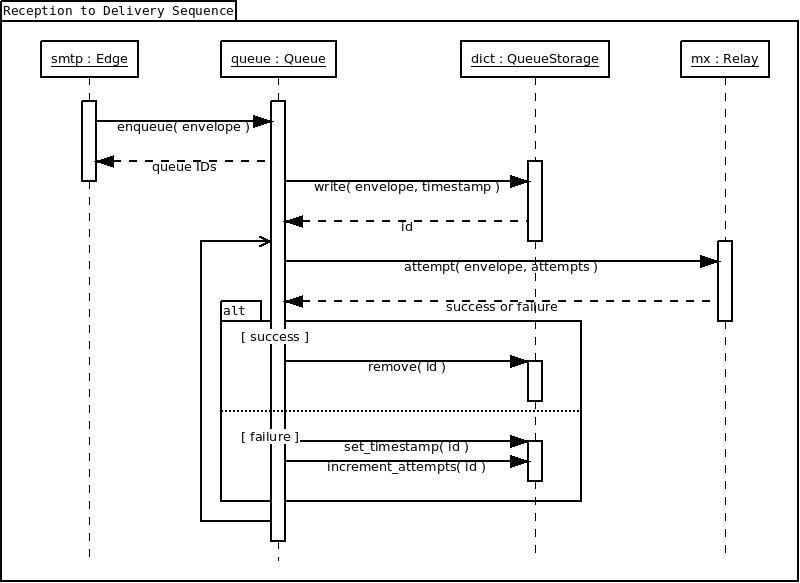 Reception to Delivery Sequence
smtp : Edge
queue : Queue
dict : QueueStorage
mx : Relay
enqueue( envelope )
queue IDs
write( envelope, timestamp )
id
attempt( envelope, attempts )
success or failure
alt
[ success ]
remove( id )
[ failure ]
set_timestamp( id )
increment_attempts( id )